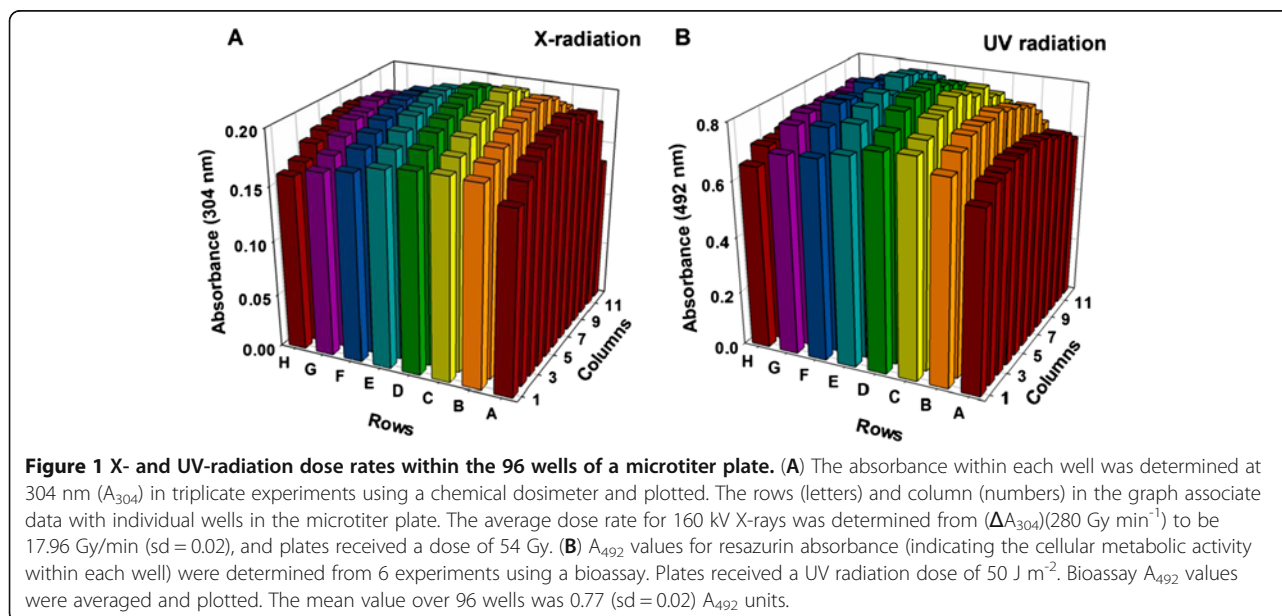 A
X-radiation
0.20
0.15
0.10
0.05
0.00
Absorbance (304 nm)
H G F E D C B A
Rows
1 3 5 7 9 11
Columns
B
UV radiation
0.8
0.6
0.4
0.2
0.0
Absorbance (492 nm)
H G F E D C B A
Rows
1 3 5 7 9 11
Columns
Figure 1 X- and UV-radiation dose rates within the 96 wells of a microtiter plate. (A) The absorbance within each well was determined at
304 nm (A₃₀₄) in triplicate experiments using a chemical dosimeter and plotted. The rows (letters) and column (numbers) in the graph associate
data with individual wells in the microtiter plate. The average dose rate for 160 kV X-rays was determined from (ΔA₃₀₄)(280 Gy min⁻¹) to be
17.96 Gy/min (sd = 0.02), and plates received a dose of 54 Gy. (B) A₄₉₂ values for resazurin absorbance (indicating the cellular metabolic activity
within each well) were determined from 6 experiments using a bioassay. Plates received a UV radiation dose of 50 J m⁻². Bioassay A₄₉₂ values
were averaged and plotted. The mean value over 96 wells was 0.77 (sd = 0.02) A₄₉₂ units.